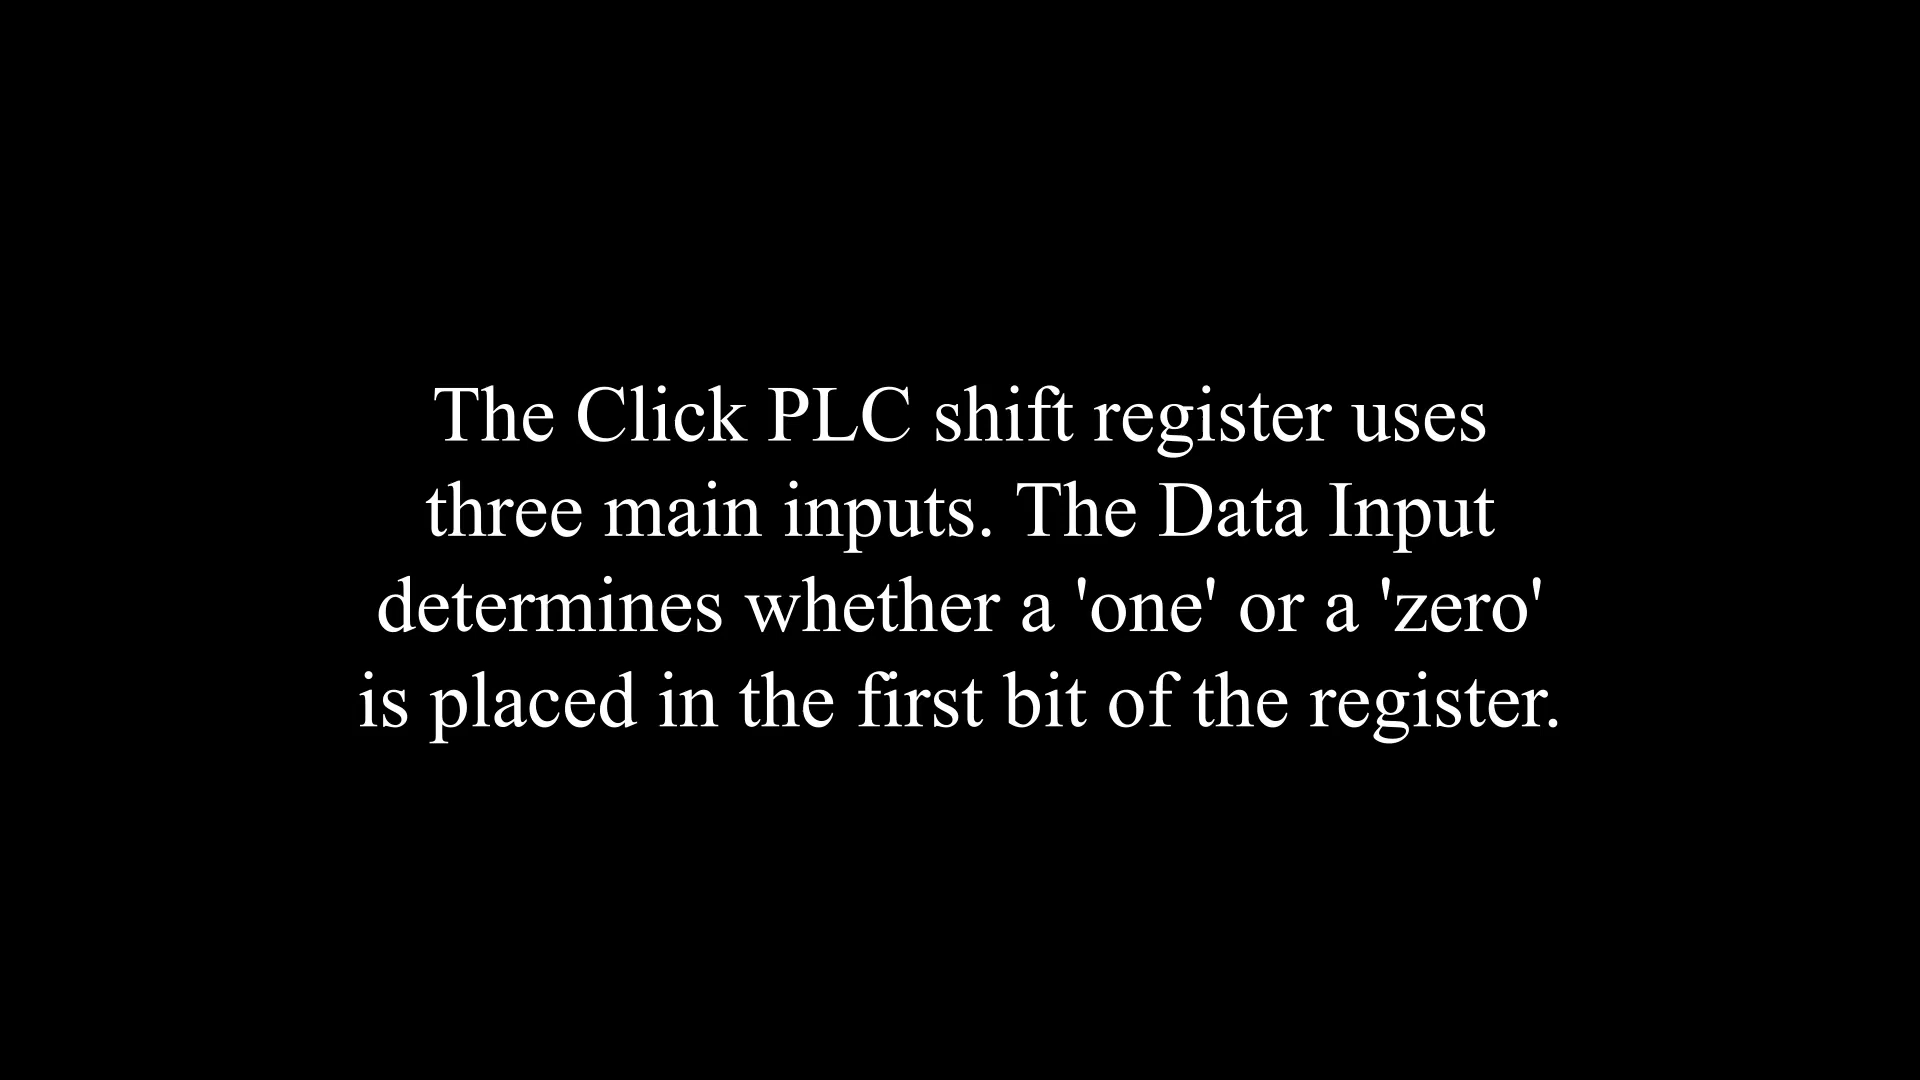 The Click PLC shift register uses
three main inputs. The Data Input
determines whether a 'one' or a 'zero'
is placed in the first bit of the register.